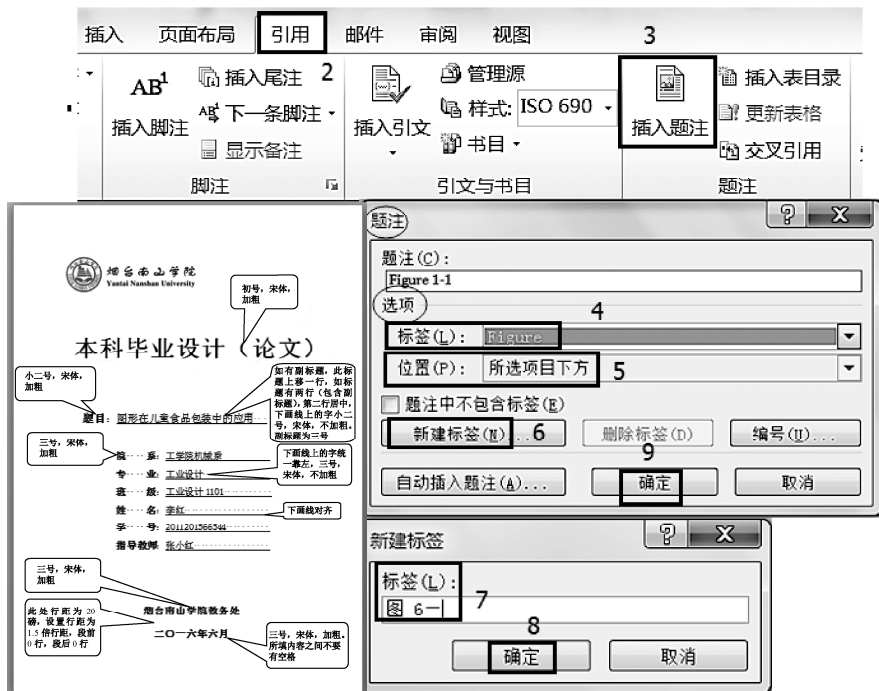 插入 页面布局 引用 邮件 审阅 视图
2
3
AB1
插入脚注
插入尾注
下一条脚注
显示备注
脚注
插入引文
管理源
样式: ISO 690
书目
引文与书目
插入题注
插入表目录
更新表格
交叉引用
题注
烟台南山学院
Yantai Nanshan University
初号，宋体，
加粗
本科毕业设计（论文）
小二号，宋体，
加粗
如有副标题，此标
题上移一行，如标
题有两行（包含副
标题），第二行居中，
下画线上的字小二
号，宋体，不加粗。
副标题为三号
题目：图形在儿童食品包装中的应用
三号，宋体，
加粗
院 系: 工学院机械系
下画线上的字统
一靠左，三号，
宋体，不加粗
专 业: 工业设计
班 级: 工业设计 1101
姓 名: 李红
下画线对齐
学 号: 2011201366344
指导教师 张小红
三号，宋体，
加粗
烟台南山学院教务处
此处行距为 20
磅，设置行距为
1.5 倍行距，段前
0 行，段后 0 行
二〇一六年六月
三号，宋体，加粗。
所填内容之间不要
有空格
题注
题注(C):
Figure 1-1
选项
4
标签(L): Figure
位置(P): 所选项目下方 5
题注中不包含标签(E)
新建标签(N)... 6 删除标签(D) 编号(U)...
9
自动插入题注(A)... 确定 取消
新建标签
标签(L):
图 6一
7
8
确定 取消